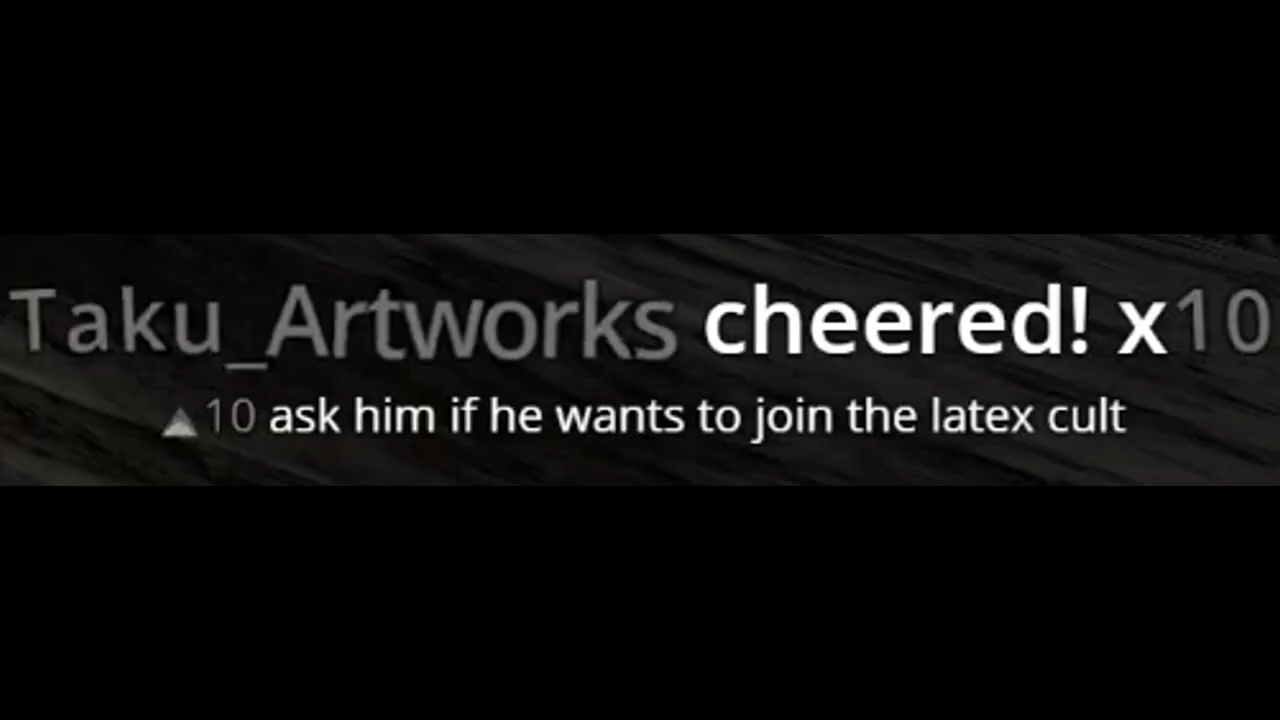 Taku_Artworks cheered! x10
10 ask him if he wants to join the latex cult